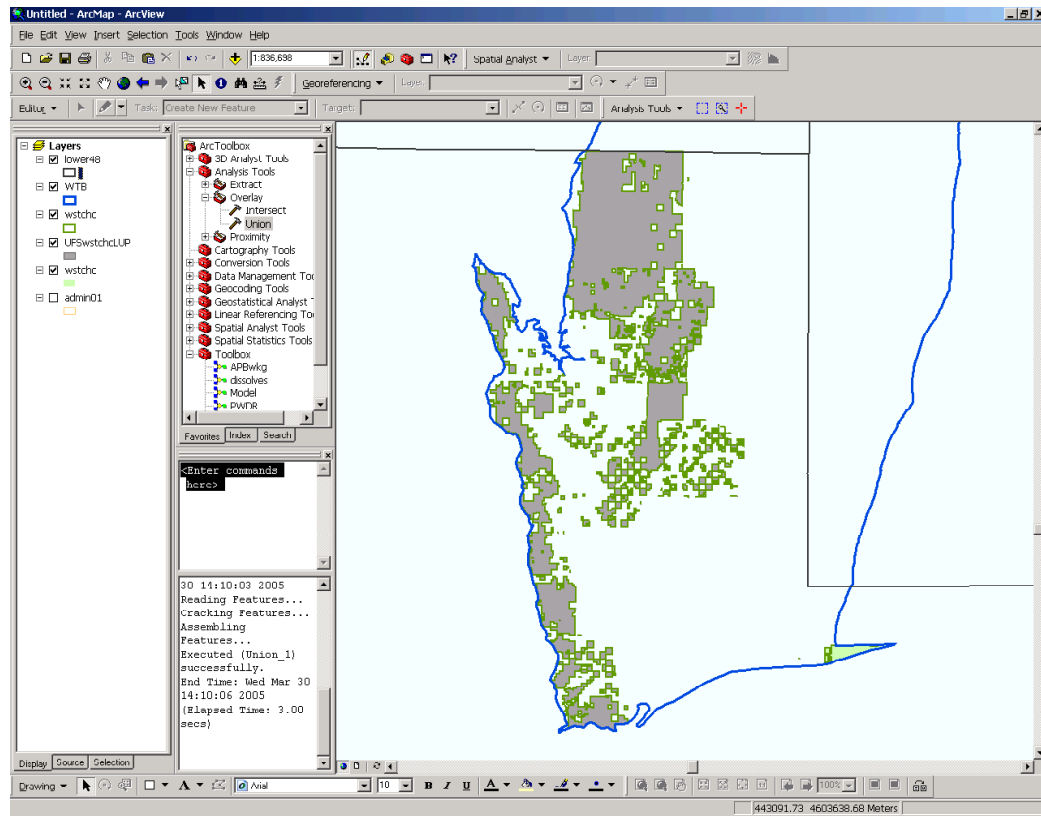 Untitled - ArcMap - ArcView
File Edit View Insert Selection Tools Window Help
1:836,698 Spatial Analyst Layer:
Georeferencing Layer:
Editor Task: Create New Feature Target: Analysis Tools
Layers
lower48
WTB
wstchc
UFSwstchcLUP
wstchc
admin01
ArcToolbox
3D Analyst Tools
Analysis Tools
Extract
Overlay
Intersect
Union
Proximity
Cartography Tools
Conversion Tools
Data Management Too
Geocoding Tools
Geostatistical Analyst T
Linear Referencing Too
Spatial Analyst Tools
Spatial Statistics Tools
Toolbox
APBwkg
dissolves
Model
PWDR
Favorites Index Search
<Enter commands
here>
30 14:10:03 2005
Reading Features...
Cracking Features...
Assembling
Features...
Executed (Union_1)
successfully.
End Time: Wed Mar 30
14:10:06 2005
(Elapsed Time: 3.00
secs)
Display Source Selection
Drawing A Arial 10 B I U A 100%
443091.73 4603638.68 Meters